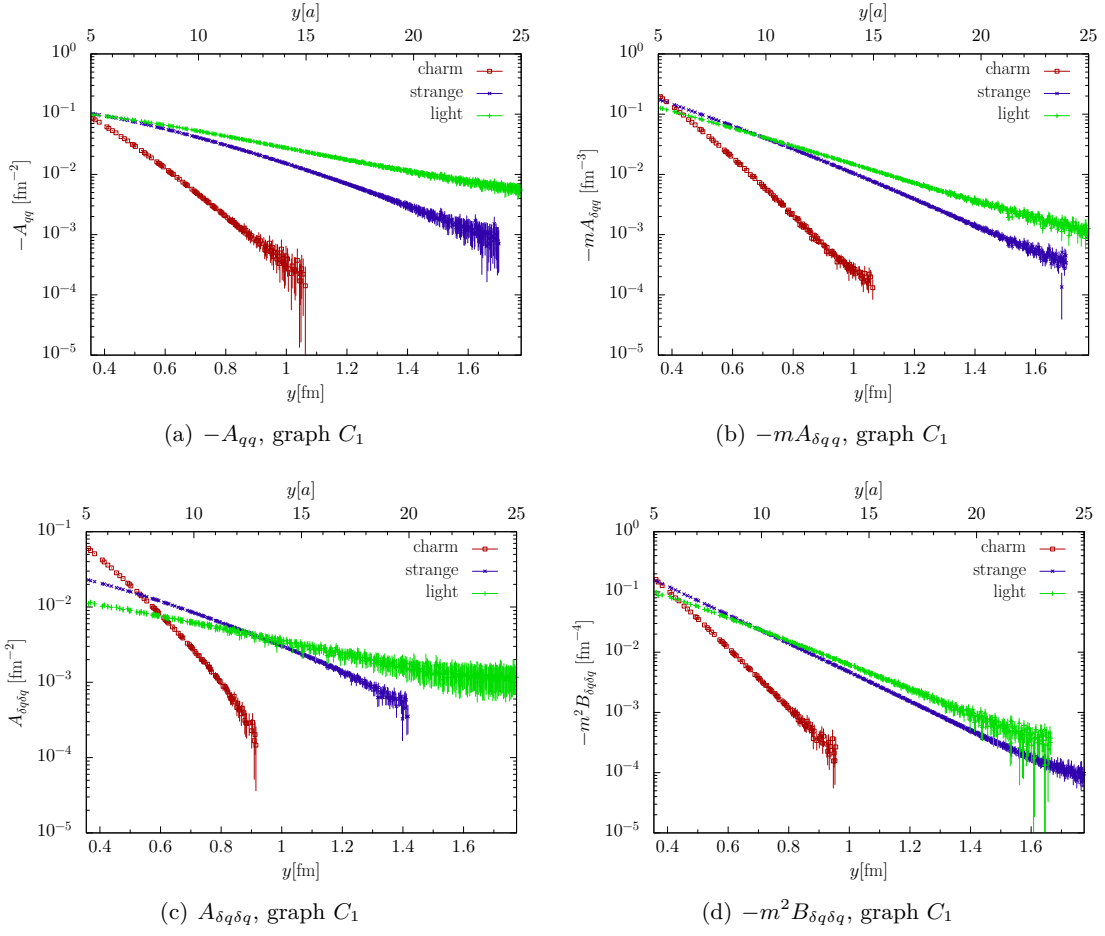 y[a]
5 10 15 20 25
10^0
10^-1
10^-2
10^-3
10^-4
10^-5
−A_qq [fm^-2]
charm
strange
light
0.4 0.6 0.8 1 1.2 1.4 1.6
y[fm]
(a) −A_qq, graph C_1
y[a]
5 10 15 20 25
10^0
10^-1
10^-2
10^-3
10^-4
10^-5
−mA_δqq [fm^-3]
charm
strange
light
0.4 0.6 0.8 1 1.2 1.4 1.6
y[fm]
(b) −mA_δqq, graph C_1
y[a]
5 10 15 20 25
10^-1
10^-2
10^-3
10^-4
10^-5
A_δqδq [fm^-2]
charm
strange
light
0.4 0.6 0.8 1 1.2 1.4 1.6
y[fm]
(c) A_δqδq, graph C_1
y[a]
5 10 15 20 25
10^0
10^-1
10^-2
10^-3
10^-4
10^-5
−m^2B_δqδq [fm^-4]
charm
strange
light
0.4 0.6 0.8 1 1.2 1.4 1.6
y[fm]
(d) −m^2B_δqδq, graph C_1